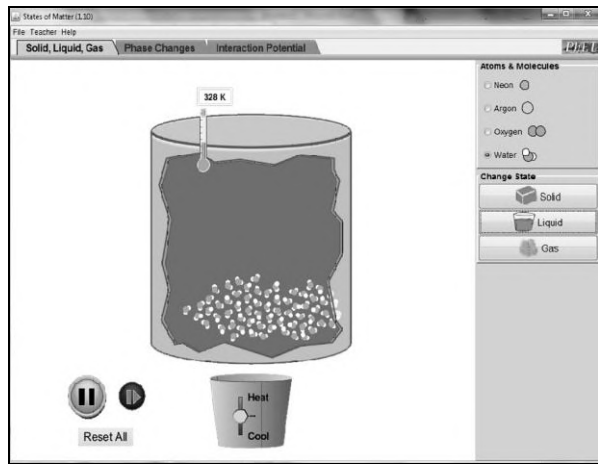 States of Matter (1.10)
File Teacher Help
Solid, Liquid, Gas
Phase Changes
Interaction Potential
PhET
328 K
Atoms & Molecules
Neon
Argon
Oxygen
Water
Change State
Solid
Liquid
Gas
Heat
Cool
Reset All